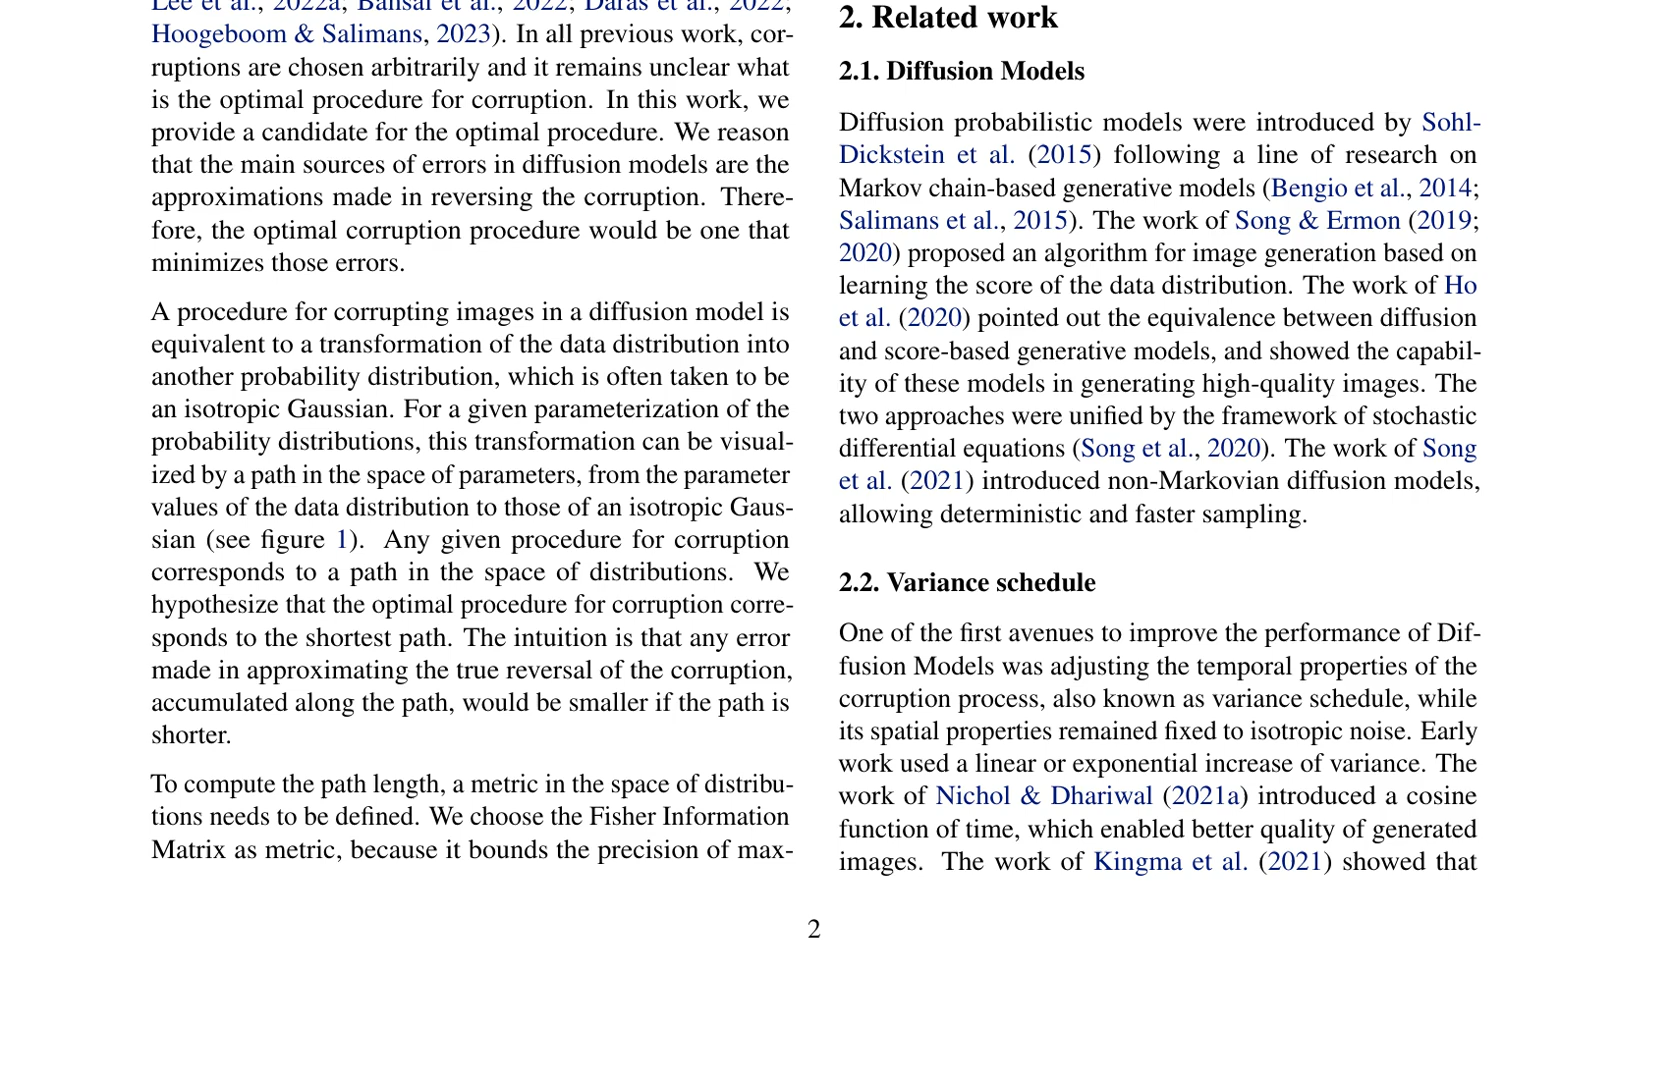 Lee et al., 2022a; Bansal et al., 2022; Daras et al., 2022;
Hoogeboom & Salimans, 2023). In all previous work, cor-
ruptions are chosen arbitrarily and it remains unclear what
is the optimal procedure for corruption. In this work, we
provide a candidate for the optimal procedure. We reason
that the main sources of errors in diffusion models are the
approximations made in reversing the corruption. There-
fore, the optimal corruption procedure would be one that
minimizes those errors.
A procedure for corrupting images in a diffusion model is
equivalent to a transformation of the data distribution into
another probability distribution, which is often taken to be
an isotropic Gaussian. For a given parameterization of the
probability distributions, this transformation can be visual-
ized by a path in the space of parameters, from the parameter
values of the data distribution to those of an isotropic Gaus-
sian (see figure 1). Any given procedure for corruption
corresponds to a path in the space of distributions. We
hypothesize that the optimal procedure for corruption corre-
sponds to the shortest path. The intuition is that any error
made in approximating the true reversal of the corruption,
accumulated along the path, would be smaller if the path is
shorter.
To compute the path length, a metric in the space of distribu-
tions needs to be defined. We choose the Fisher Information
Matrix as metric, because it bounds the precision of max-
2. Related work
2.1. Diffusion Models
Diffusion probabilistic models were introduced by Sohl-
Dickstein et al. (2015) following a line of research on
Markov chain-based generative models (Bengio et al., 2014;
Salimans et al., 2015). The work of Song & Ermon (2019;
2020) proposed an algorithm for image generation based on
learning the score of the data distribution. The work of Ho
et al. (2020) pointed out the equivalence between diffusion
and score-based generative models, and showed the capabil-
ity of these models in generating high-quality images. The
two approaches were unified by the framework of stochastic
differential equations (Song et al., 2020). The work of Song
et al. (2021) introduced non-Markovian diffusion models,
allowing deterministic and faster sampling.
2.2. Variance schedule
One of the first avenues to improve the performance of Dif-
fusion Models was adjusting the temporal properties of the
corruption process, also known as variance schedule, while
its spatial properties remained fixed to isotropic noise. Early
work used a linear or exponential increase of variance. The
work of Nichol & Dhariwal (2021a) introduced a cosine
function of time, which enabled better quality of generated
images. The work of Kingma et al. (2021) showed that
2